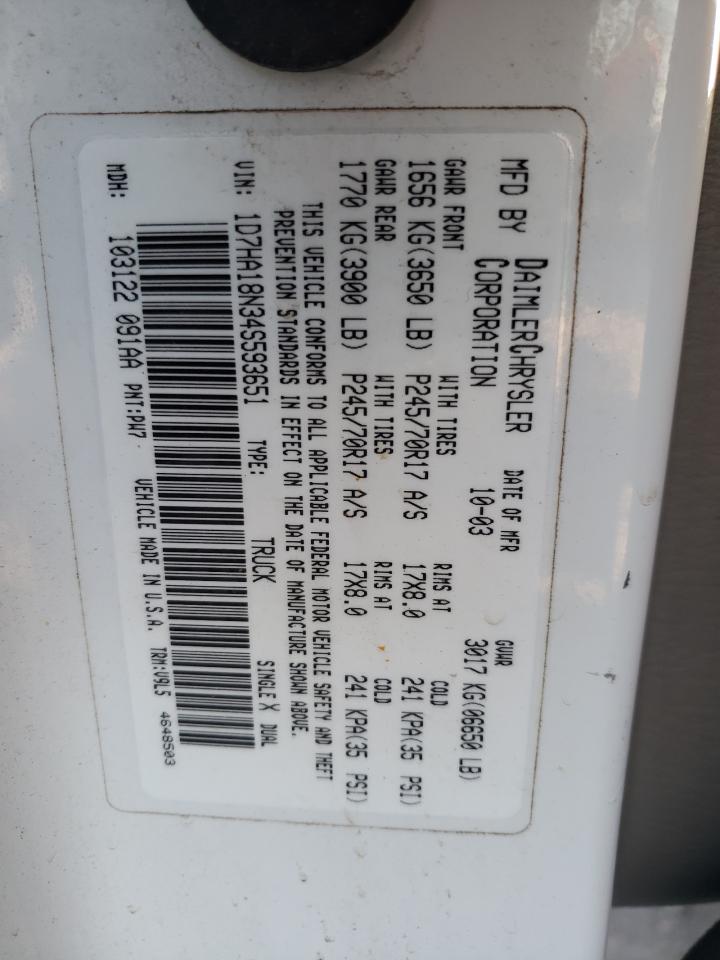 MFD BY DAIMLERCHRYSLER CORPORATION DATE OF MFR 10-03 GVWR 3017 KG(06650 LB)
GAWR FRONT WITH TIRES RIMS AT COLD
1656 KG(3650 LB) P245/70R17 A/S 17X8.0 241 KPA(35 PSI)
GAWR REAR WITH TIRES RIMS AT COLD
1770 KG(3900 LB) P245/70R17 A/S 17X8.0 241 KPA(35 PSI)
THIS VEHICLE CONFORMS TO ALL APPLICABLE FEDERAL MOTOR VEHICLE SAFETY AND THEFT
PREVENTION STANDARDS IN EFFECT ON THE DATE OF MANUFACTURE SHOWN ABOVE.
VIN: 1D7HA18N34S593651 TYPE: TRUCK SINGLE X DUAL
MDH: 103122 091AA PNT:PW7 VEHICLE MADE IN U.S.A. TRM:V9L5 4648503